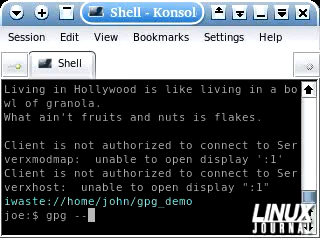 Shell - Konsol
Session Edit View Bookmarks Settings Help
Shell
Living in Hollywood is like living in a bo
wl of granola.
What ain't fruits and nuts is flakes.
Client is not authorized to connect to Ser
verxmodmap:  unable to open display ':1'
Client is not authorized to connect to Ser
verxhost:  unable to open display ":1"
iwaste://home/john/gpg_demo
joe:$ gpg --
LINUX
JOURNAL